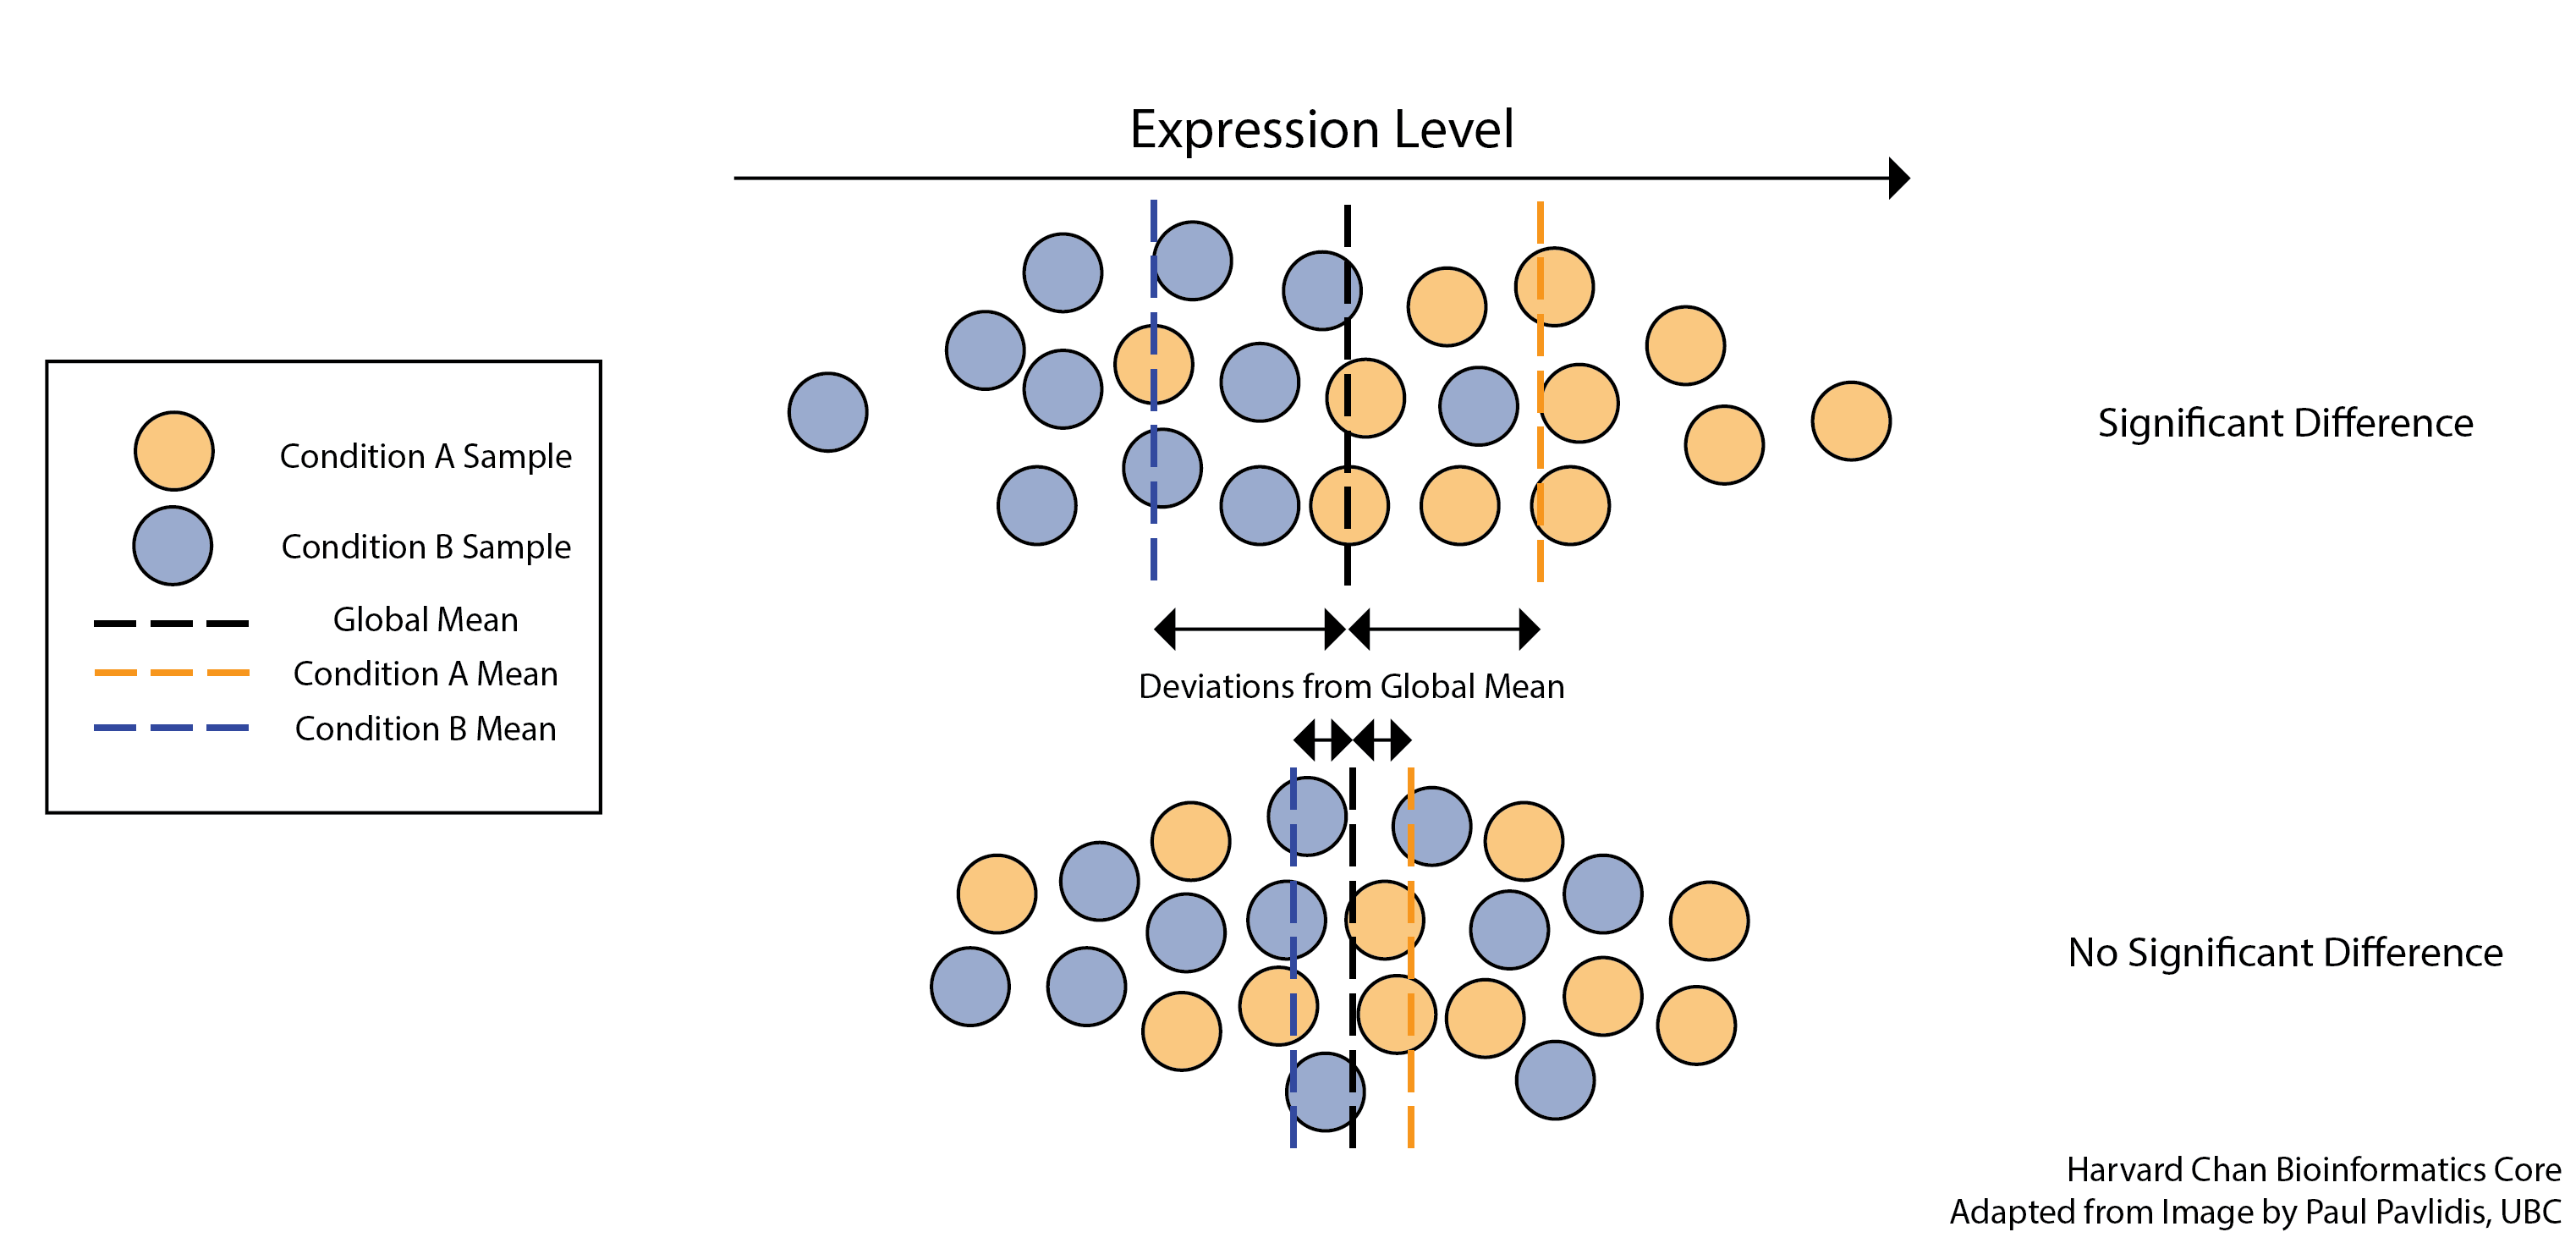 Expression Level
Condition A Sample
Condition B Sample
Global Mean
Condition A Mean
Condition B Mean
Significant Difference
Deviations from Global Mean
No Significant Difference
Harvard Chan Bioinformatics Core
Adapted from Image by Paul Pavlidis, UBC